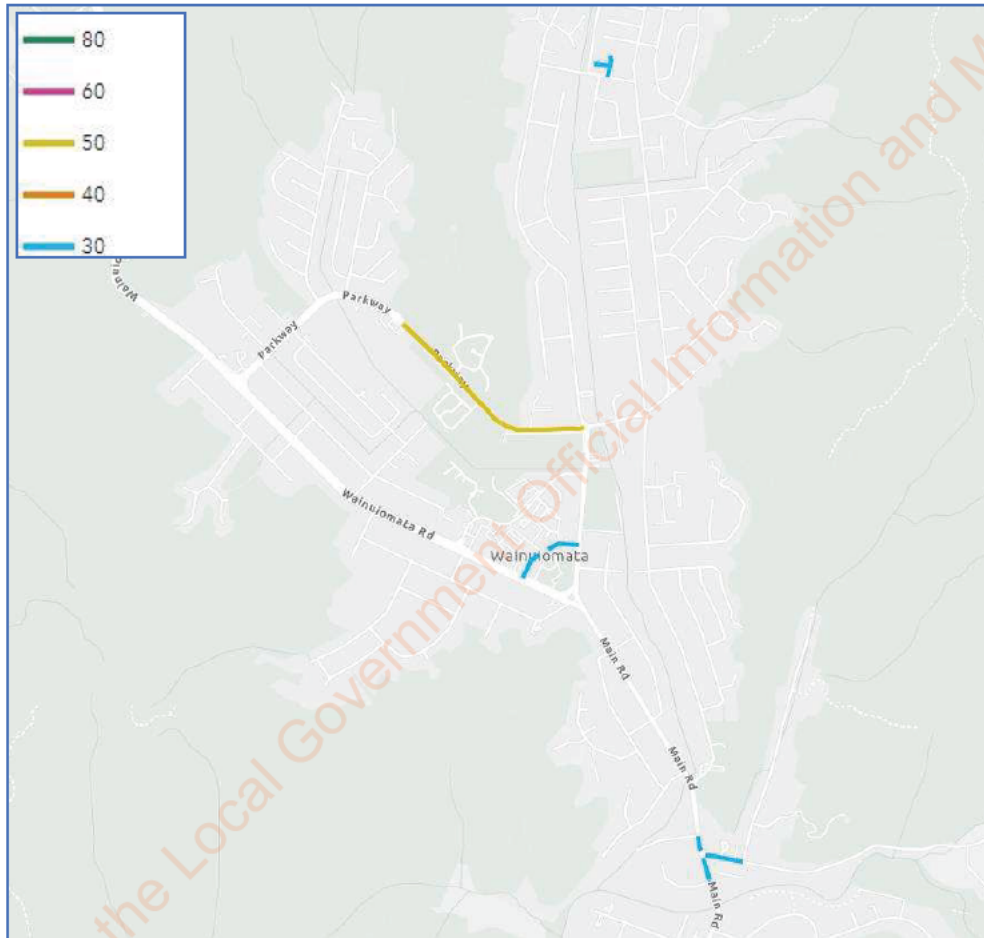 80
60
50
40
30
Parkway
Parkway
Parkway
Wainuiomata Rd
Wainuiomata
Main Rd
Main Rd
Main Rd
the Local Government Official Information and M